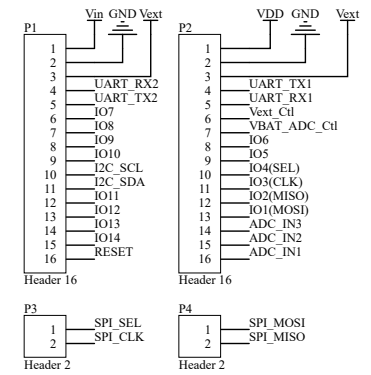 Vin GND Vext
P1
1
2
3
4 UART_RX2
5 UART_TX2
6 IO7
7 IO8
8 IO9
9 IO10
10 I2C_SCL
11 I2C_SDA
12 IO11
13 IO12
14 IO13
15 IO14
16 RESET
Header 16
VDD GND Vext
P2
1
2
3
4 UART_TX1
5 UART_RX1
6 Vext_Ctl
7 VBAT_ADC_Ctl
8 IO6
9 IO5
10 IO4(SEL)
11 IO3(CLK)
12 IO2(MISO)
13 IO1(MOSI)
14 ADC_IN3
15 ADC_IN2
16 ADC_IN1
Header 16
P3
1 SPI_SEL
2 SPI_CLK
Header 2
P4
1 SPI_MOSI
2 SPI_MISO
Header 2